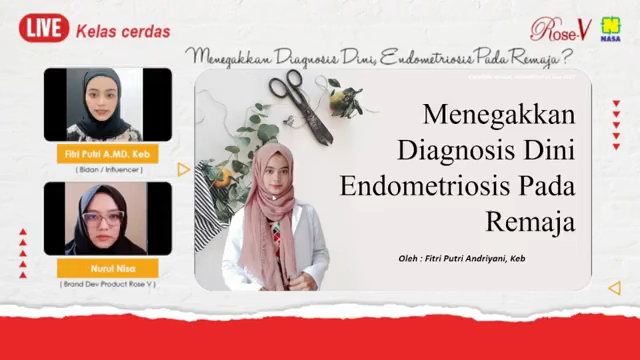 LIVE
Kelas cerdas
Rose-V
NASA
Menegakkan Diagnosis Dini, Endometriosis Pada Remaja ?
Menegakkan
Diagnosis Dini
Endometriosis Pada
Remaja
Oleh : Fitri Putri Andriyani, Keb
Fitri Putri A.MD. Keb
( Bidan / Influencer )
Nurul Nisa
( Brand Dev Product Rose V )